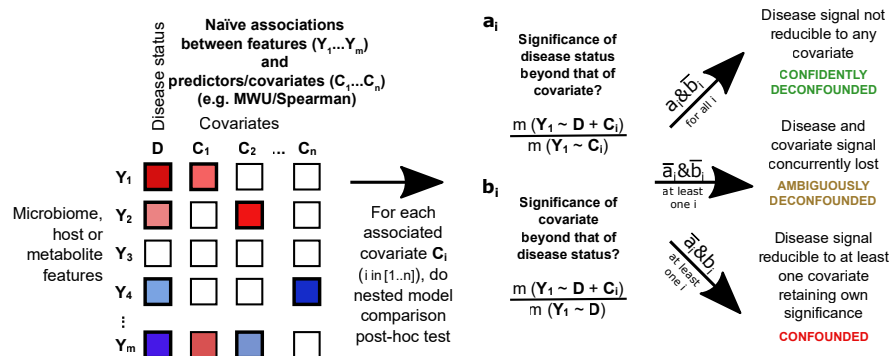 Naïve associations
between features (Y₁...Yₘ)
and
predictors/covariates (C₁...Cₙ)
(e.g. MWU/Spearman)
Disease status
Covariates
D C₁ C₂ ... Cₙ
Y₁
Y₂
Y₃
Y₄
⋮
Yₘ
Microbiome,
host or
metabolite
features
For each
associated
covariate Cᵢ
(i in [1..n]), do
nested model
comparison
post-hoc test
aᵢ
Significance of
disease status
beyond that of
covariate?
m (Y₁ ~ D + Cᵢ)
m (Y₁ ~ Cᵢ)
bᵢ
Significance of
covariate
beyond that of
disease status?
m (Y₁ ~ D + Cᵢ)
m (Y₁ ~ D)
aᵢ&b̅ᵢ
for all i
a̅ᵢ&b̅ᵢ
at least
one i
a̅ᵢ&bᵢ
at least
one i
Disease signal
not reducible to any
covariate
CONFIDENTLY
DECONFOUNDED
Disease and
covariate signal
concurrently lost
AMBIGUOUSLY
DECONFOUNDED
Disease signal
reducible to at least
one covariate
retaining own
significance
CONFOUNDED